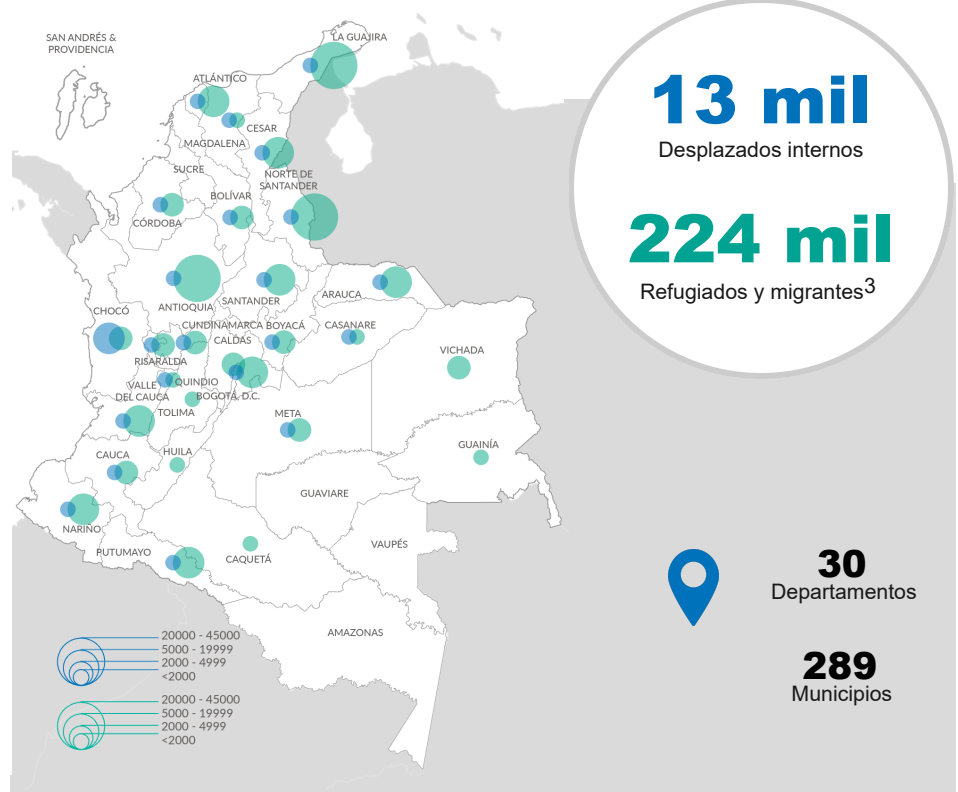 SAN ANDRÉS &
PROVIDENCIA
LA GUAJIRA
ATLÁNTICO
CESAR
MAGDALENA
SUCRE
NORTE DE
SANTANDER
BOLÍVAR
CÓRDOBA
ANTIOQUIA
SANTANDER
ARAUCA
CHOCÓ
CUNDINAMARCA
BOYACÁ
CASANARE
CALDAS
VICHADA
RISARALDA
VALLE
DEL CAUCA
QUINDIO
BOGOTÁ, D.C.
TOLIMA
META
HUILA
GUAINÍA
CAUCA
GUAVIARE
NARIÑO
PUTUMAYO
CAQUETÁ
VAUPÉS
AMAZONAS
20000 - 45000
5000 - 19999
2000 - 4999
<2000
20000 - 45000
5000 - 19999
2000 - 4999
<2000
13 mil
Desplazados internos
224 mil
Refugiados y migrantes3
30
Departamentos
289
Municipios